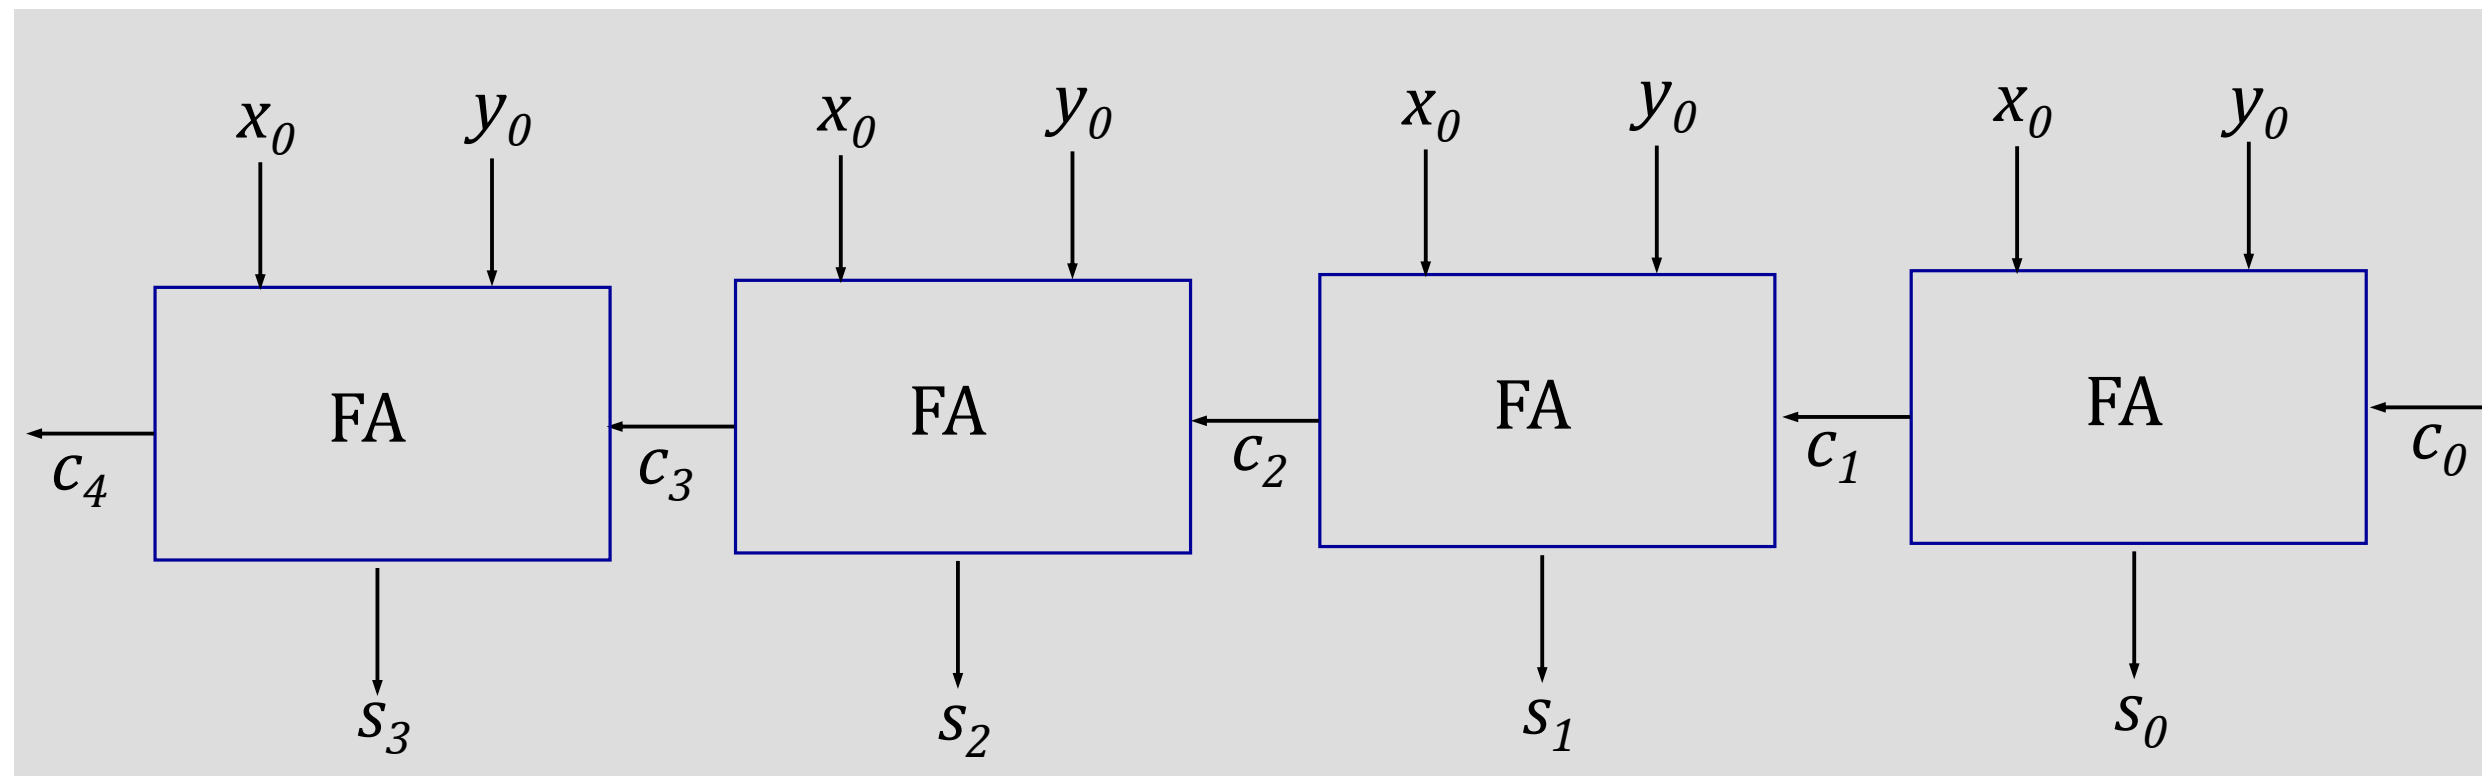 x₀ y₀ x₀ y₀ x₀ y₀ x₀ y₀
FA FA FA FA
c₄ c₃ c₂ c₁ c₀
s₃ s₂ s₁ s₀